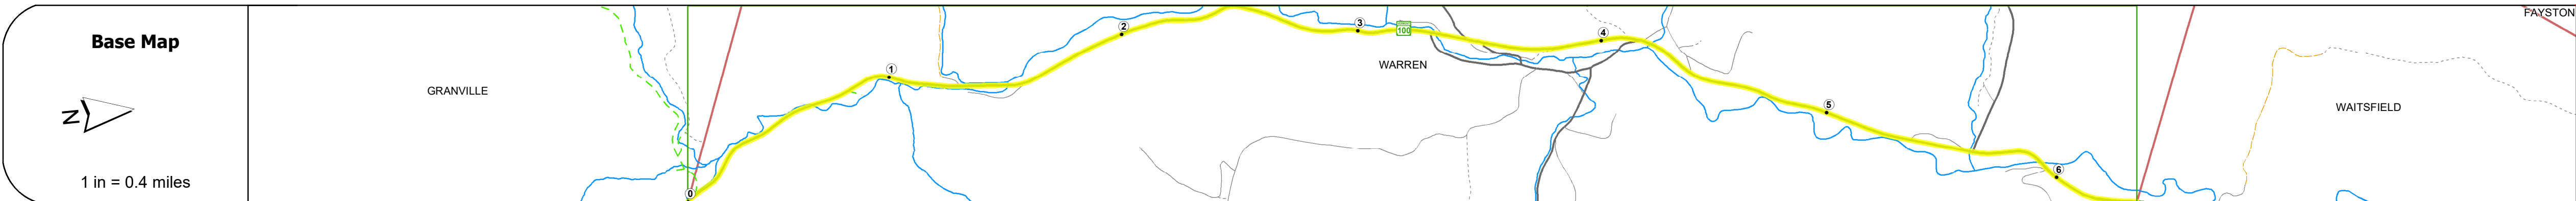 Base Map
N
1 in = 0.4 miles
GRANVILLE
0
1
2
3
100
WARREN
4
5
6
WAITSFIELD
FAYSTON